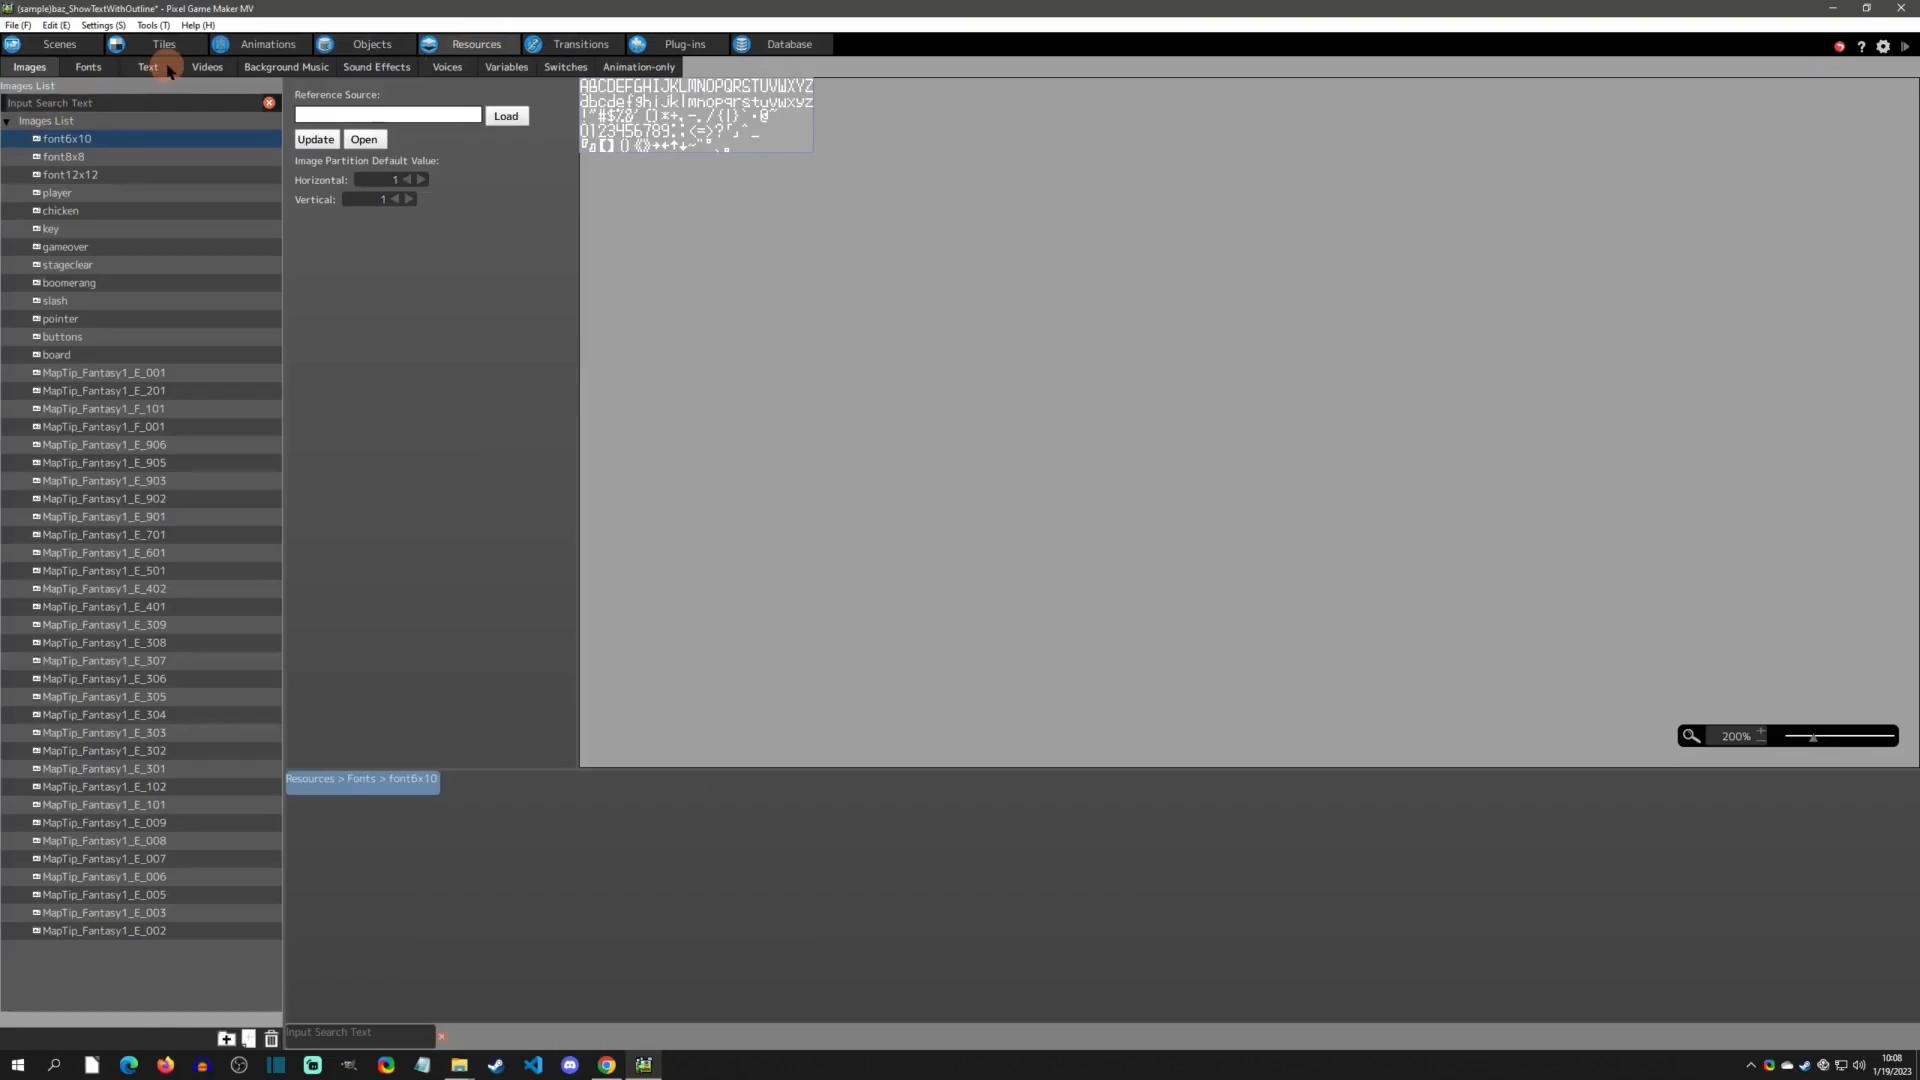 (sample)baz_ShowTextWithOutline* - Pixel Game Maker MV
File (F) Edit (E) Settings (S) Tools (T) Help (H)
Scenes Tiles Animations Objects Resources Transitions Plug-ins Database
Images Fonts Text Videos Background Music Sound Effects Voices Variables Switches Animation-only
Images List
Input Search Text
Images List
font6x10
font8x8
font12x12
player
chicken
key
gameover
stageclear
boomerang
slash
pointer
buttons
board
MapTip_Fantasy1_E_001
MapTip_Fantasy1_E_201
MapTip_Fantasy1_F_101
MapTip_Fantasy1_F_001
MapTip_Fantasy1_E_906
MapTip_Fantasy1_E_905
MapTip_Fantasy1_E_903
MapTip_Fantasy1_E_902
MapTip_Fantasy1_E_901
MapTip_Fantasy1_E_701
MapTip_Fantasy1_E_601
MapTip_Fantasy1_E_501
MapTip_Fantasy1_E_402
MapTip_Fantasy1_E_401
MapTip_Fantasy1_E_309
MapTip_Fantasy1_E_308
MapTip_Fantasy1_E_307
MapTip_Fantasy1_E_306
MapTip_Fantasy1_E_305
MapTip_Fantasy1_E_304
MapTip_Fantasy1_E_303
MapTip_Fantasy1_E_302
MapTip_Fantasy1_E_301
MapTip_Fantasy1_E_102
MapTip_Fantasy1_E_101
MapTip_Fantasy1_E_009
MapTip_Fantasy1_E_008
MapTip_Fantasy1_E_007
MapTip_Fantasy1_E_006
MapTip_Fantasy1_E_005
MapTip_Fantasy1_E_003
MapTip_Fantasy1_E_002
Reference Source:
Load
Update Open
Image Partition Default Value:
Horizontal: 1
Vertical: 1
ABCDEFGHIJKLMNOPQRSTUVWXYZ
abcdefghijklmnopqrstuvwxyz
0123456789:;<=>?
200%
Resources > Fonts > font6x10
Input Search Text
10:08
1/19/2023